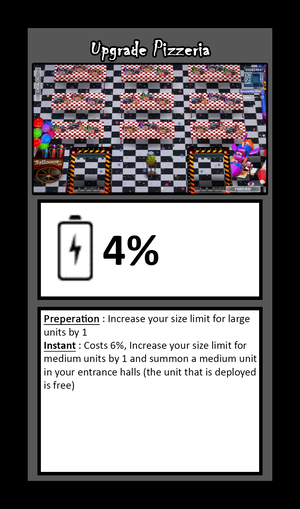 Upgrade Pizzeria
4%
Preperation : Increase your size limit for large
units by 1
Instant : Costs 6%, Increase your size limit for
medium units by 1 and summon a medium unit
in your entrance halls (the unit that is deployed
is free)